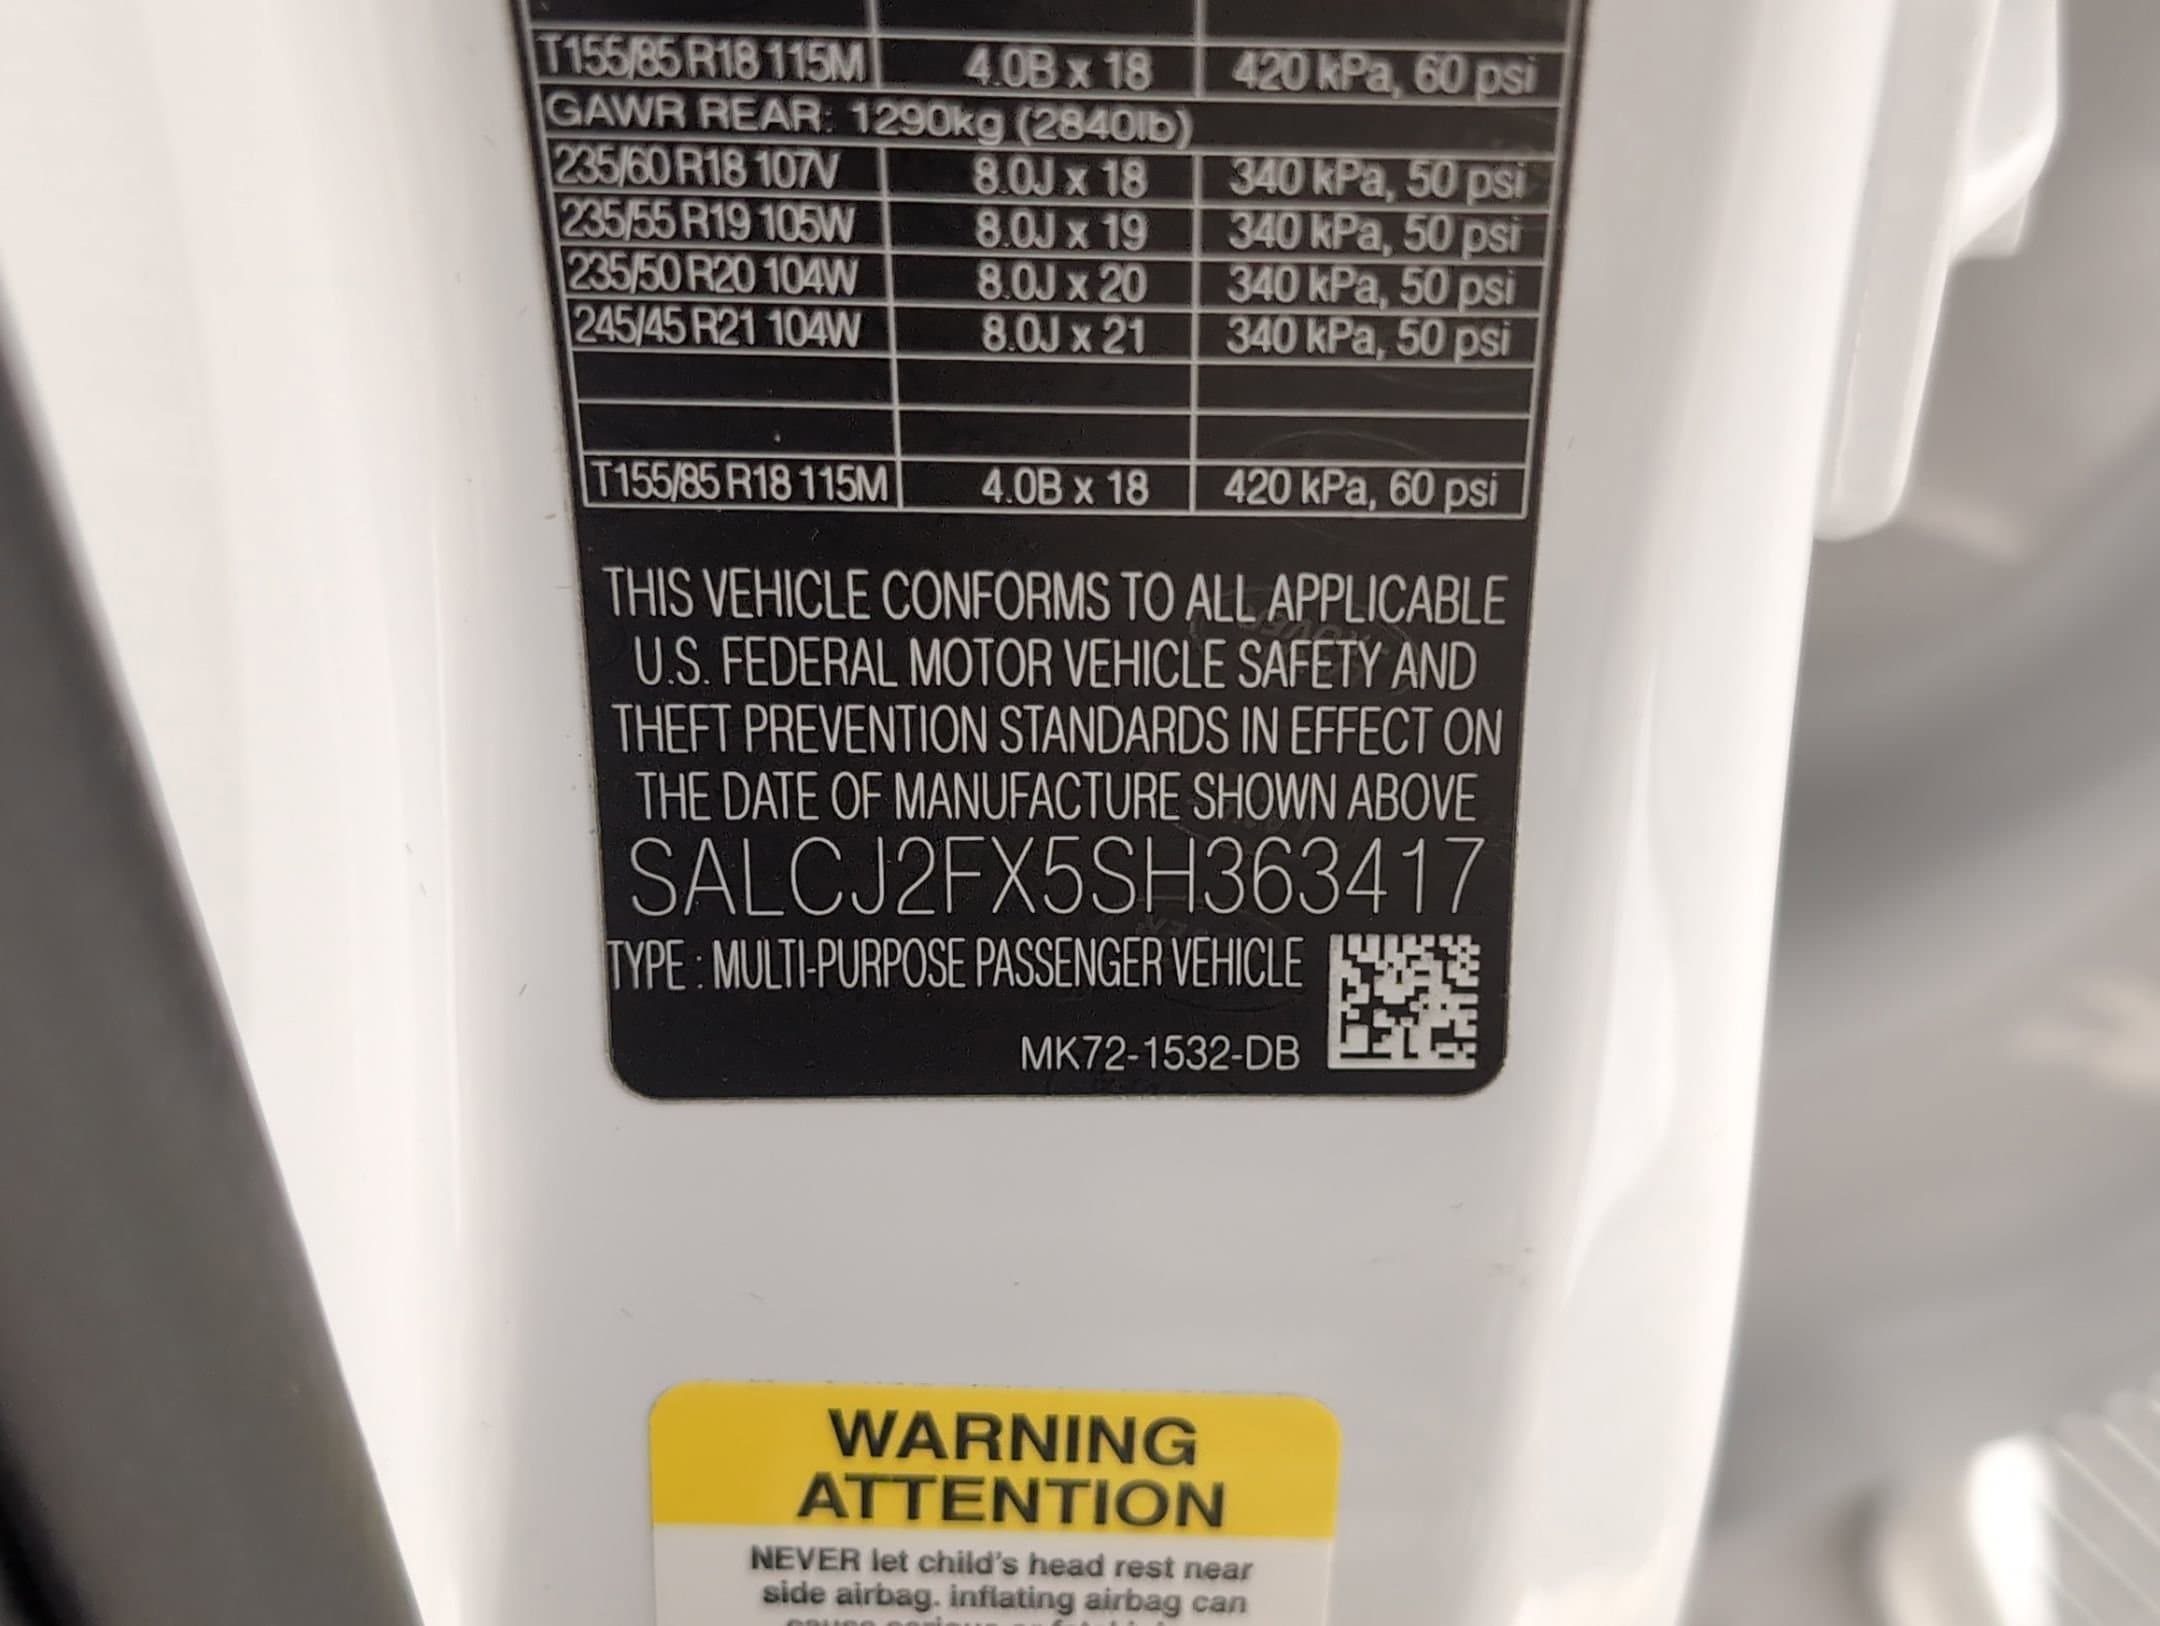 T155/85 R18 115M 4.0B x 18 420 kPa, 60 psi
GAWR REAR: 1290kg (2840lb)
235/60 R18 107V 8.0J x 18 340 kPa, 50 psi
235/55 R19 105W 8.0J x 19 340 kPa, 50 psi
235/50 R20 104W 8.0J x 20 340 kPa, 50 psi
245/45 R21 104W 8.0J x 21 340 kPa, 50 psi
T155/85 R18 115M 4.0B x 18 420 kPa, 60 psi
THIS VEHICLE CONFORMS TO ALL APPLICABLE
U.S. FEDERAL MOTOR VEHICLE SAFETY AND
THEFT PREVENTION STANDARDS IN EFFECT ON
THE DATE OF MANUFACTURE SHOWN ABOVE
SALCJ2FX5SH363417
TYPE : MULTI-PURPOSE PASSENGER VEHICLE
MK72-1532-DB
WARNING
ATTENTION
NEVER let child's head rest near
side airbag. inflating airbag can